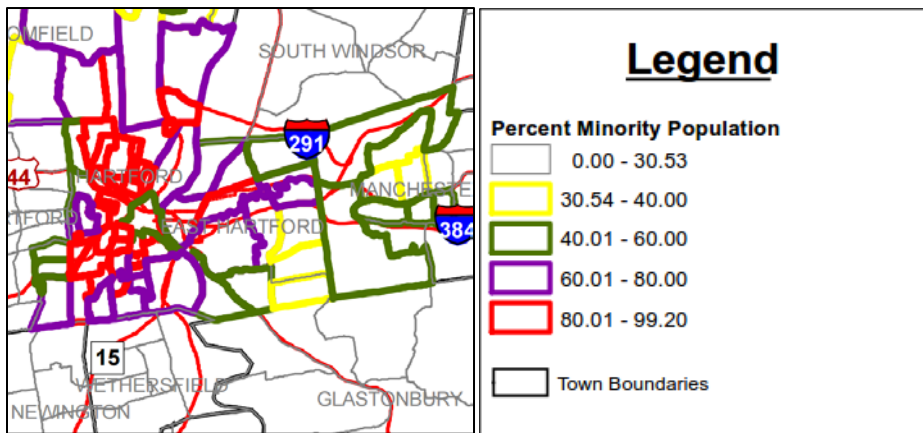 OMFIELD
SOUTH WINDSOR
291
44
HARTFORD
MANCHESTE
RTFORD
EAST HARTFORD
384
15
WETHERSFIELD
NEWINGTON
GLASTONBURY
Legend
Percent Minority Population
0.00 - 30.53
30.54 - 40.00
40.01 - 60.00
60.01 - 80.00
80.01 - 99.20
Town Boundaries